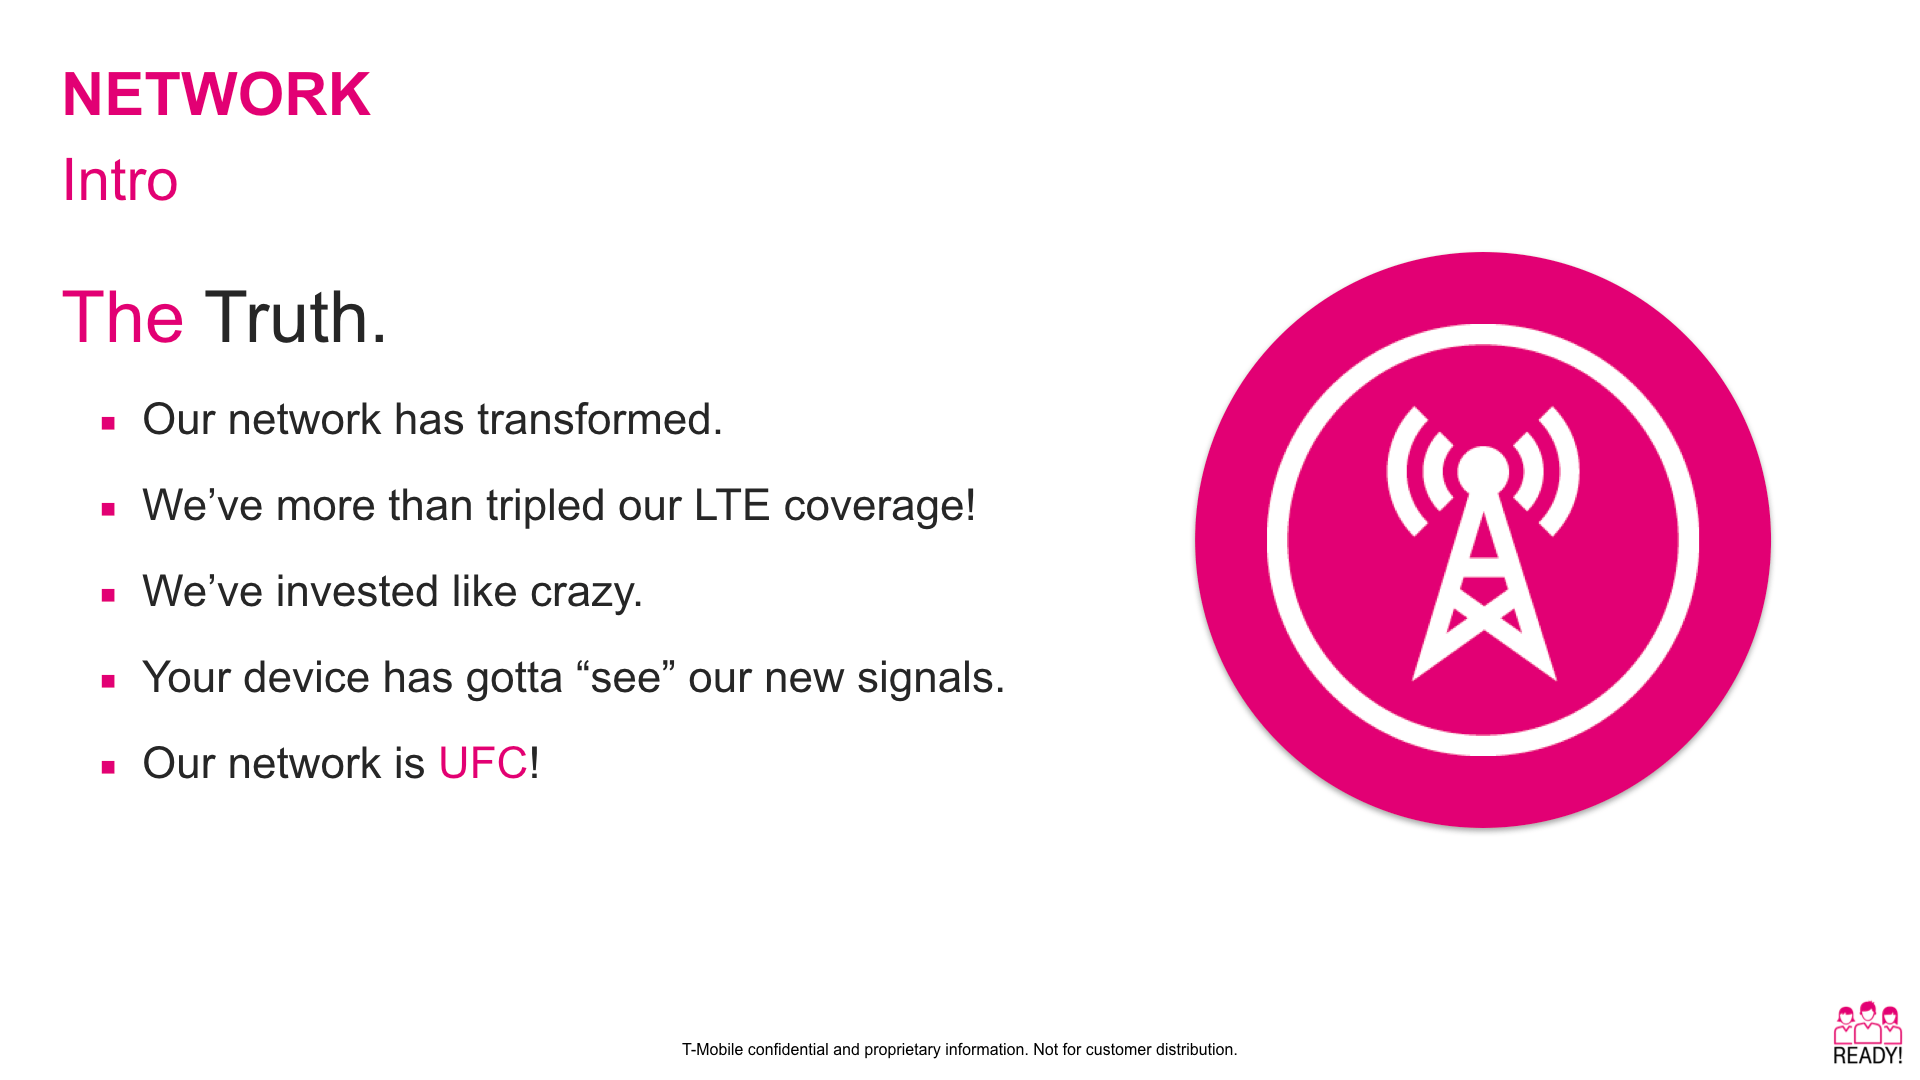 NETWORK
Intro
The Truth.
▪ Our network has transformed.
▪ We’ve more than tripled our LTE coverage!
▪ We’ve invested like crazy.
▪ Your device has gotta “see” our new signals.
▪ Our network is UFC!
T-Mobile confidential and proprietary information. Not for customer distribution.
READY!